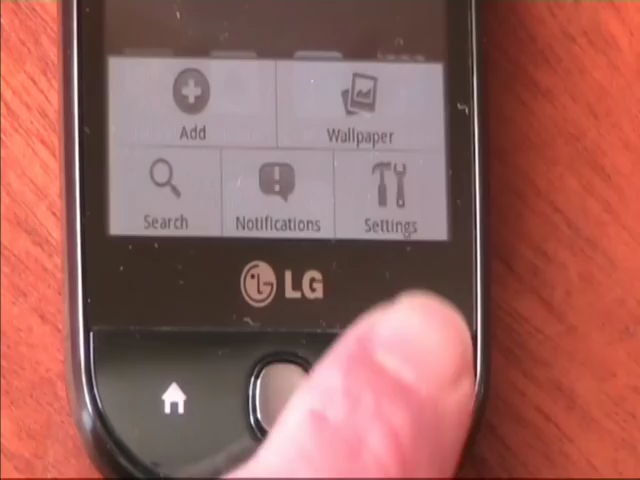 Add
Wallpaper
Search
Notifications
Settings
LG